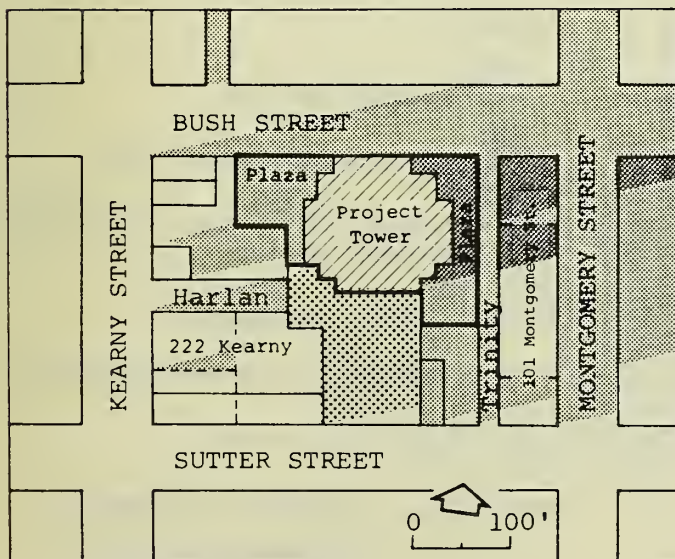 BUSH STREET
Plaza
Project
Tower
Plaza
101 Montgomery St.
MONTGOMERY STREET
KEARNY STREET
Harlan
Trinity
222 Kearny
SUTTER STREET
0 100'